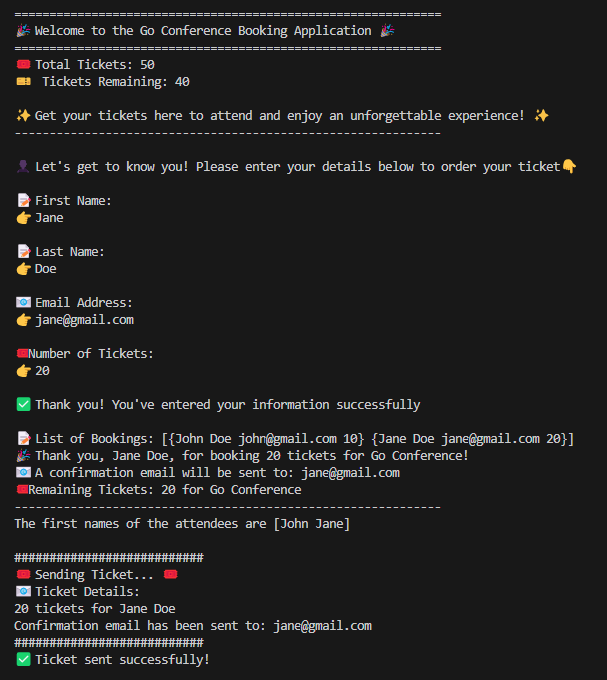 =============================================================
🎉 Welcome to the Go Conference Booking Application 🎉
=============================================================
🎟️ Total Tickets: 50
🎫 Tickets Remaining: 40
✨ Get your tickets here to attend and enjoy an unforgettable experience! ✨
-------------------------------------------------------------
👤 Let's get to know you! Please enter your details below to order your ticket👇
📝 First Name:
👉 Jane
📝 Last Name:
👉 Doe
📧 Email Address:
👉 jane@gmail.com
🎟️Number of Tickets:
👉 20
✅ Thank you! You've entered your information successfully
📝 List of Bookings: [{John Doe john@gmail.com 10} {Jane Doe jane@gmail.com 20}]
🎉 Thank you, Jane Doe, for booking 20 tickets for Go Conference!
📧 A confirmation email will be sent to: jane@gmail.com
🎟️Remaining Tickets: 20 for Go Conference
-------------------------------------------------------------
The first names of the attendees are [John Jane]
###########################
🎟️ Sending Ticket... 🎟️
📧 Ticket Details:
20 tickets for Jane Doe
Confirmation email has been sent to: jane@gmail.com
###########################
✅ Ticket sent successfully!